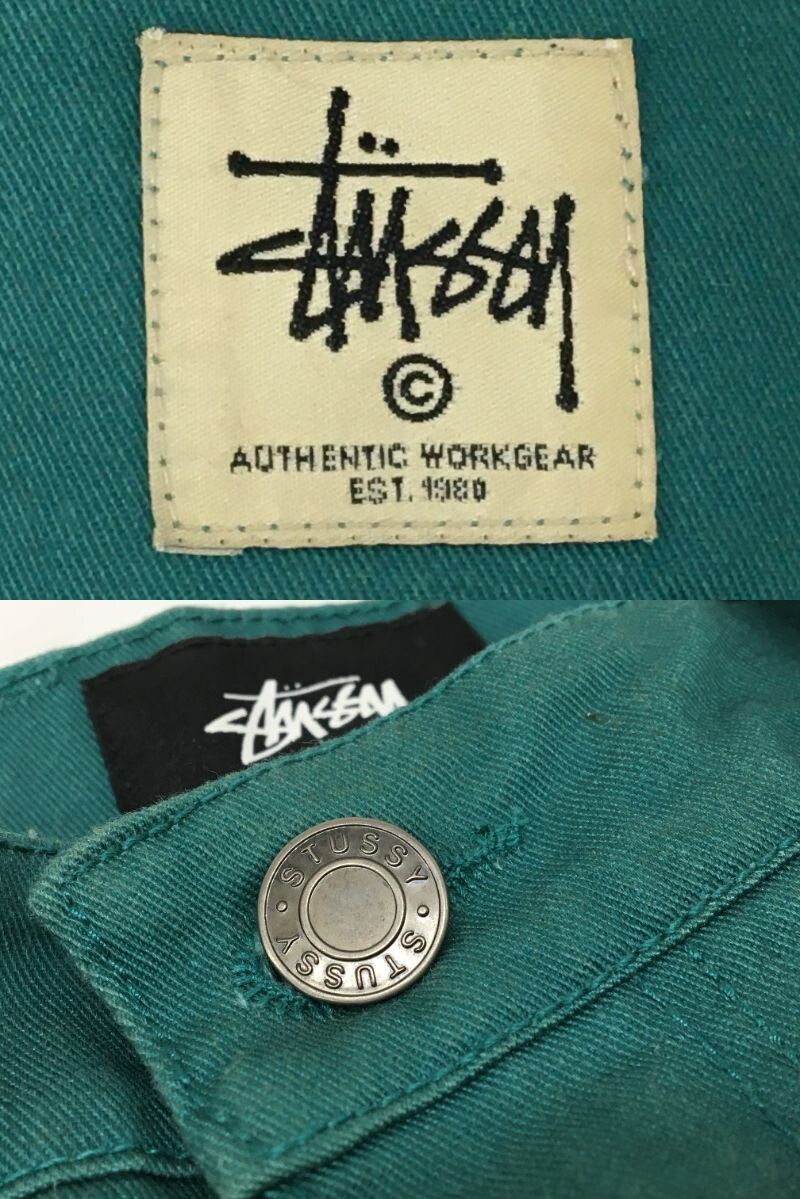 Stüssy
©
AUTHENTIC WORKGEAR
EST. 1980
Stüssy
STUSSY · STUSSY ·